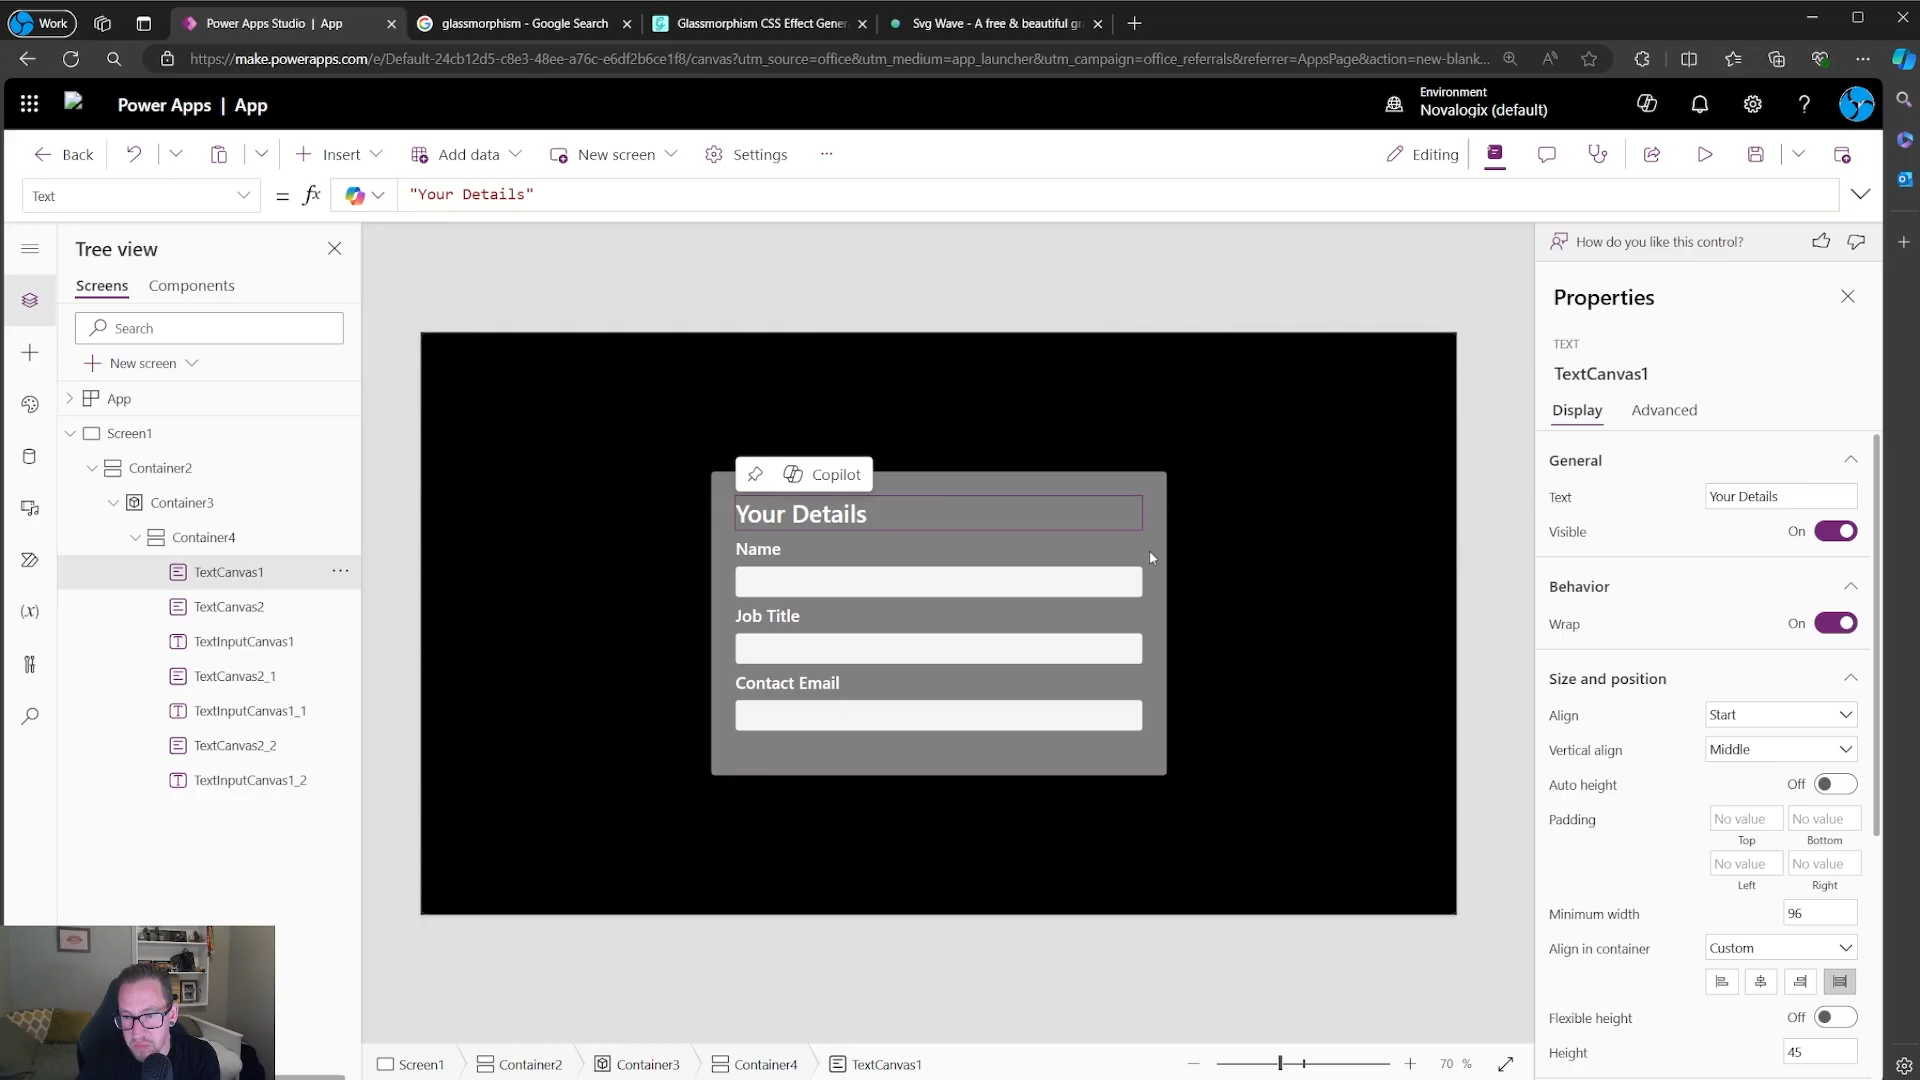 Work
Power Apps Studio | App
glassmorphism - Google Search
Glassmorphism CSS Effect Gener
Svg Wave - A free & beautiful gr
https://make.powerapps.com/e/Default-24cb12d5-c8e3-48ee-a76c-e6df2b6ce1f8/canvas?utm_source=office&utm_medium=app_launcher&utm_campaign=office_referrals&referrer=AppsPage&action=new-blank...
Power Apps | App
Environment
Novalogix (default)
Back
Insert
Add data
New screen
Settings
Editing
Text
= fx
"Your Details"
Tree view
Screens
Components
Search
New screen
App
Screen1
Container2
Container3
Container4
TextCanvas1
TextCanvas2
TextInputCanvas1
TextCanvas2_1
TextInputCanvas1_1
TextCanvas2_2
TextInputCanvas1_2
Copilot
Your Details
Name
Job Title
Contact Email
How do you like this control?
Properties
TEXT
TextCanvas1
Display
Advanced
General
Text
Your Details
Visible
On
Behavior
Wrap
On
Size and position
Align
Start
Vertical align
Middle
Auto height
Off
Padding
No value
No value
Top
Bottom
No value
No value
Left
Right
Minimum width
96
Align in container
Custom
Flexible height
Off
Height
45
Screen1
Container2
Container3
Container4
TextCanvas1
70 %